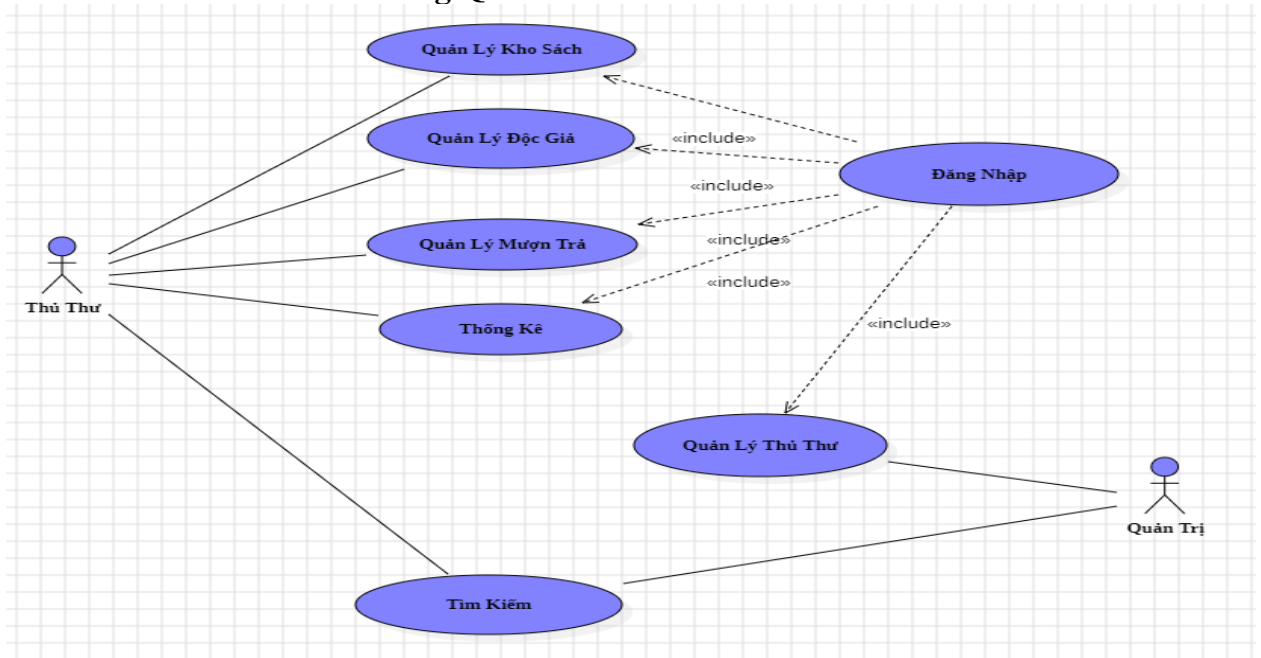 Quản Lý Kho Sách
Quản Lý Độc Giả
«include»
Đăng Nhập
«include»
Quản Lý Mượn Trả
«include»
«include»
Thủ Thư
Thống Kê
«include»
Quản Lý Thủ Thư
Quản Trị
Tìm Kiếm